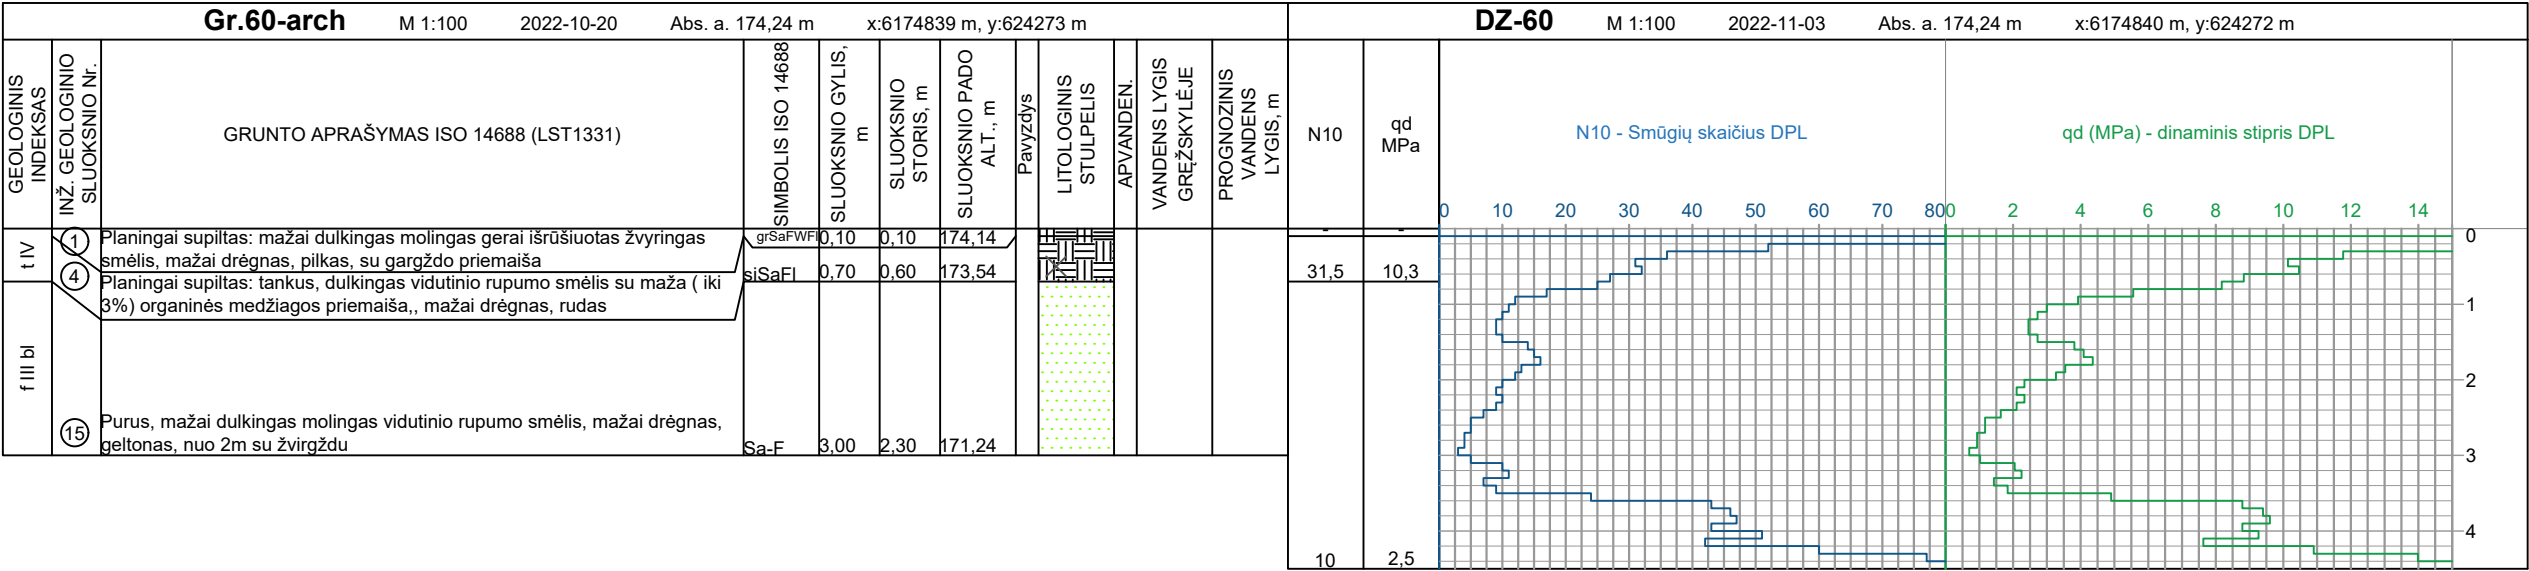 Gr.60-arch M 1:100 2022-10-20 Abs. a. 174,24 m x:6174839 m, y:624273 m
DZ-60 M 1:100 2022-11-03 Abs. a. 174,24 m x:6174840 m, y:624272 m
GEOLOGINIS
INDEKSAS
INŽ. GEOLOGINIO
SLUOKSNIO Nr.
GRUNTO APRAŠYMAS ISO 14688 (LST1331)
SIMBOLIS ISO 14688
SLUOKSNIO GYLIS,
m
SLUOKSNIO
STORIS, m
SLUOKSNIO PADO
ALT., m
Pavyzdys
LITOLOGINIS
STULPELIS
APVANDEN.
VANDENS LYGIS
GRĘŽSKYLĖJE
PROGNOZINIS
VANDENS
LYGIS, m
N10
qd
MPa
N10 - Smūgių skaičius DPL
qd (MPa) - dinaminis stipris DPL
0 10 20 30 40 50 60 70 80
0 2 4 6 8 10 12 14
t IV
1
Planingai supiltas: mažai dulkingas molingas gerai išrūšiuotas žvyringas
smėlis, mažai drėgnas, pilkas, su gargždo priemaiša
grSaFWFl 0,10 0,10 174,14
- -
4
Planingai supiltas: tankus, dulkingas vidutinio rupumo smėlis su maža ( iki
3%) organinės medžiagos priemaiša,, mažai drėgnas, rudas
siSaFl 0,70 0,60 173,54
31,5 10,3
f III bl
15
Purus, mažai dulkingas molingas vidutinio rupumo smėlis, mažai drėgnas,
geltonas, nuo 2m su žvirgždu
Sa-F 3,00 2,30 171,24
10 2,5
0
1
2
3
4